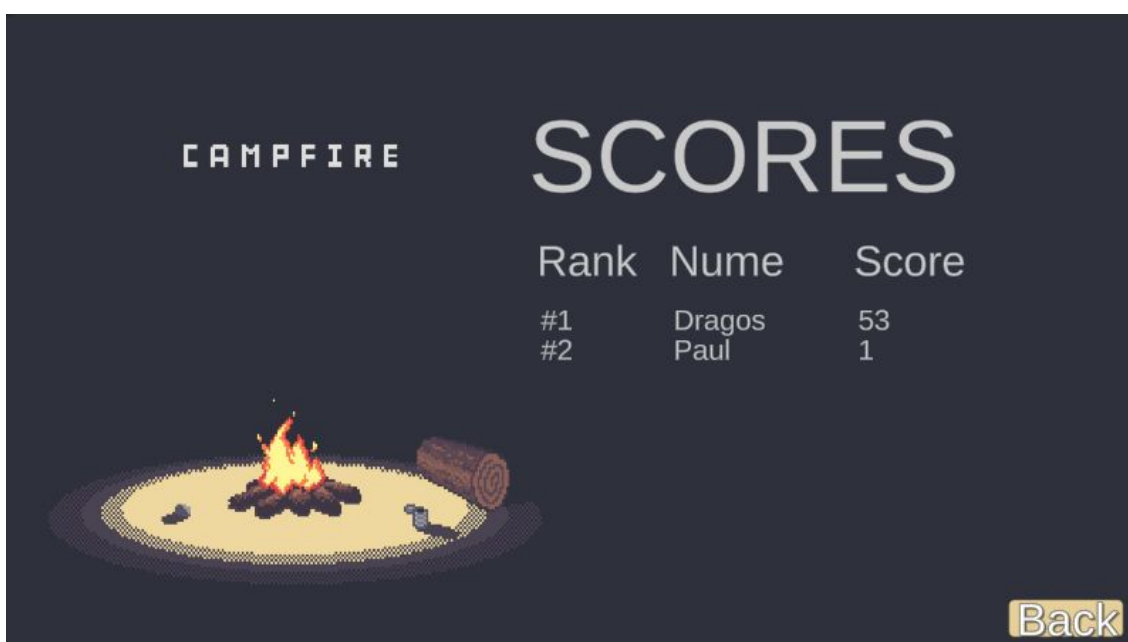 CAMPFIRE
SCORES
Rank Nume Score
#1 Dragos 53
#2 Paul 1
Back